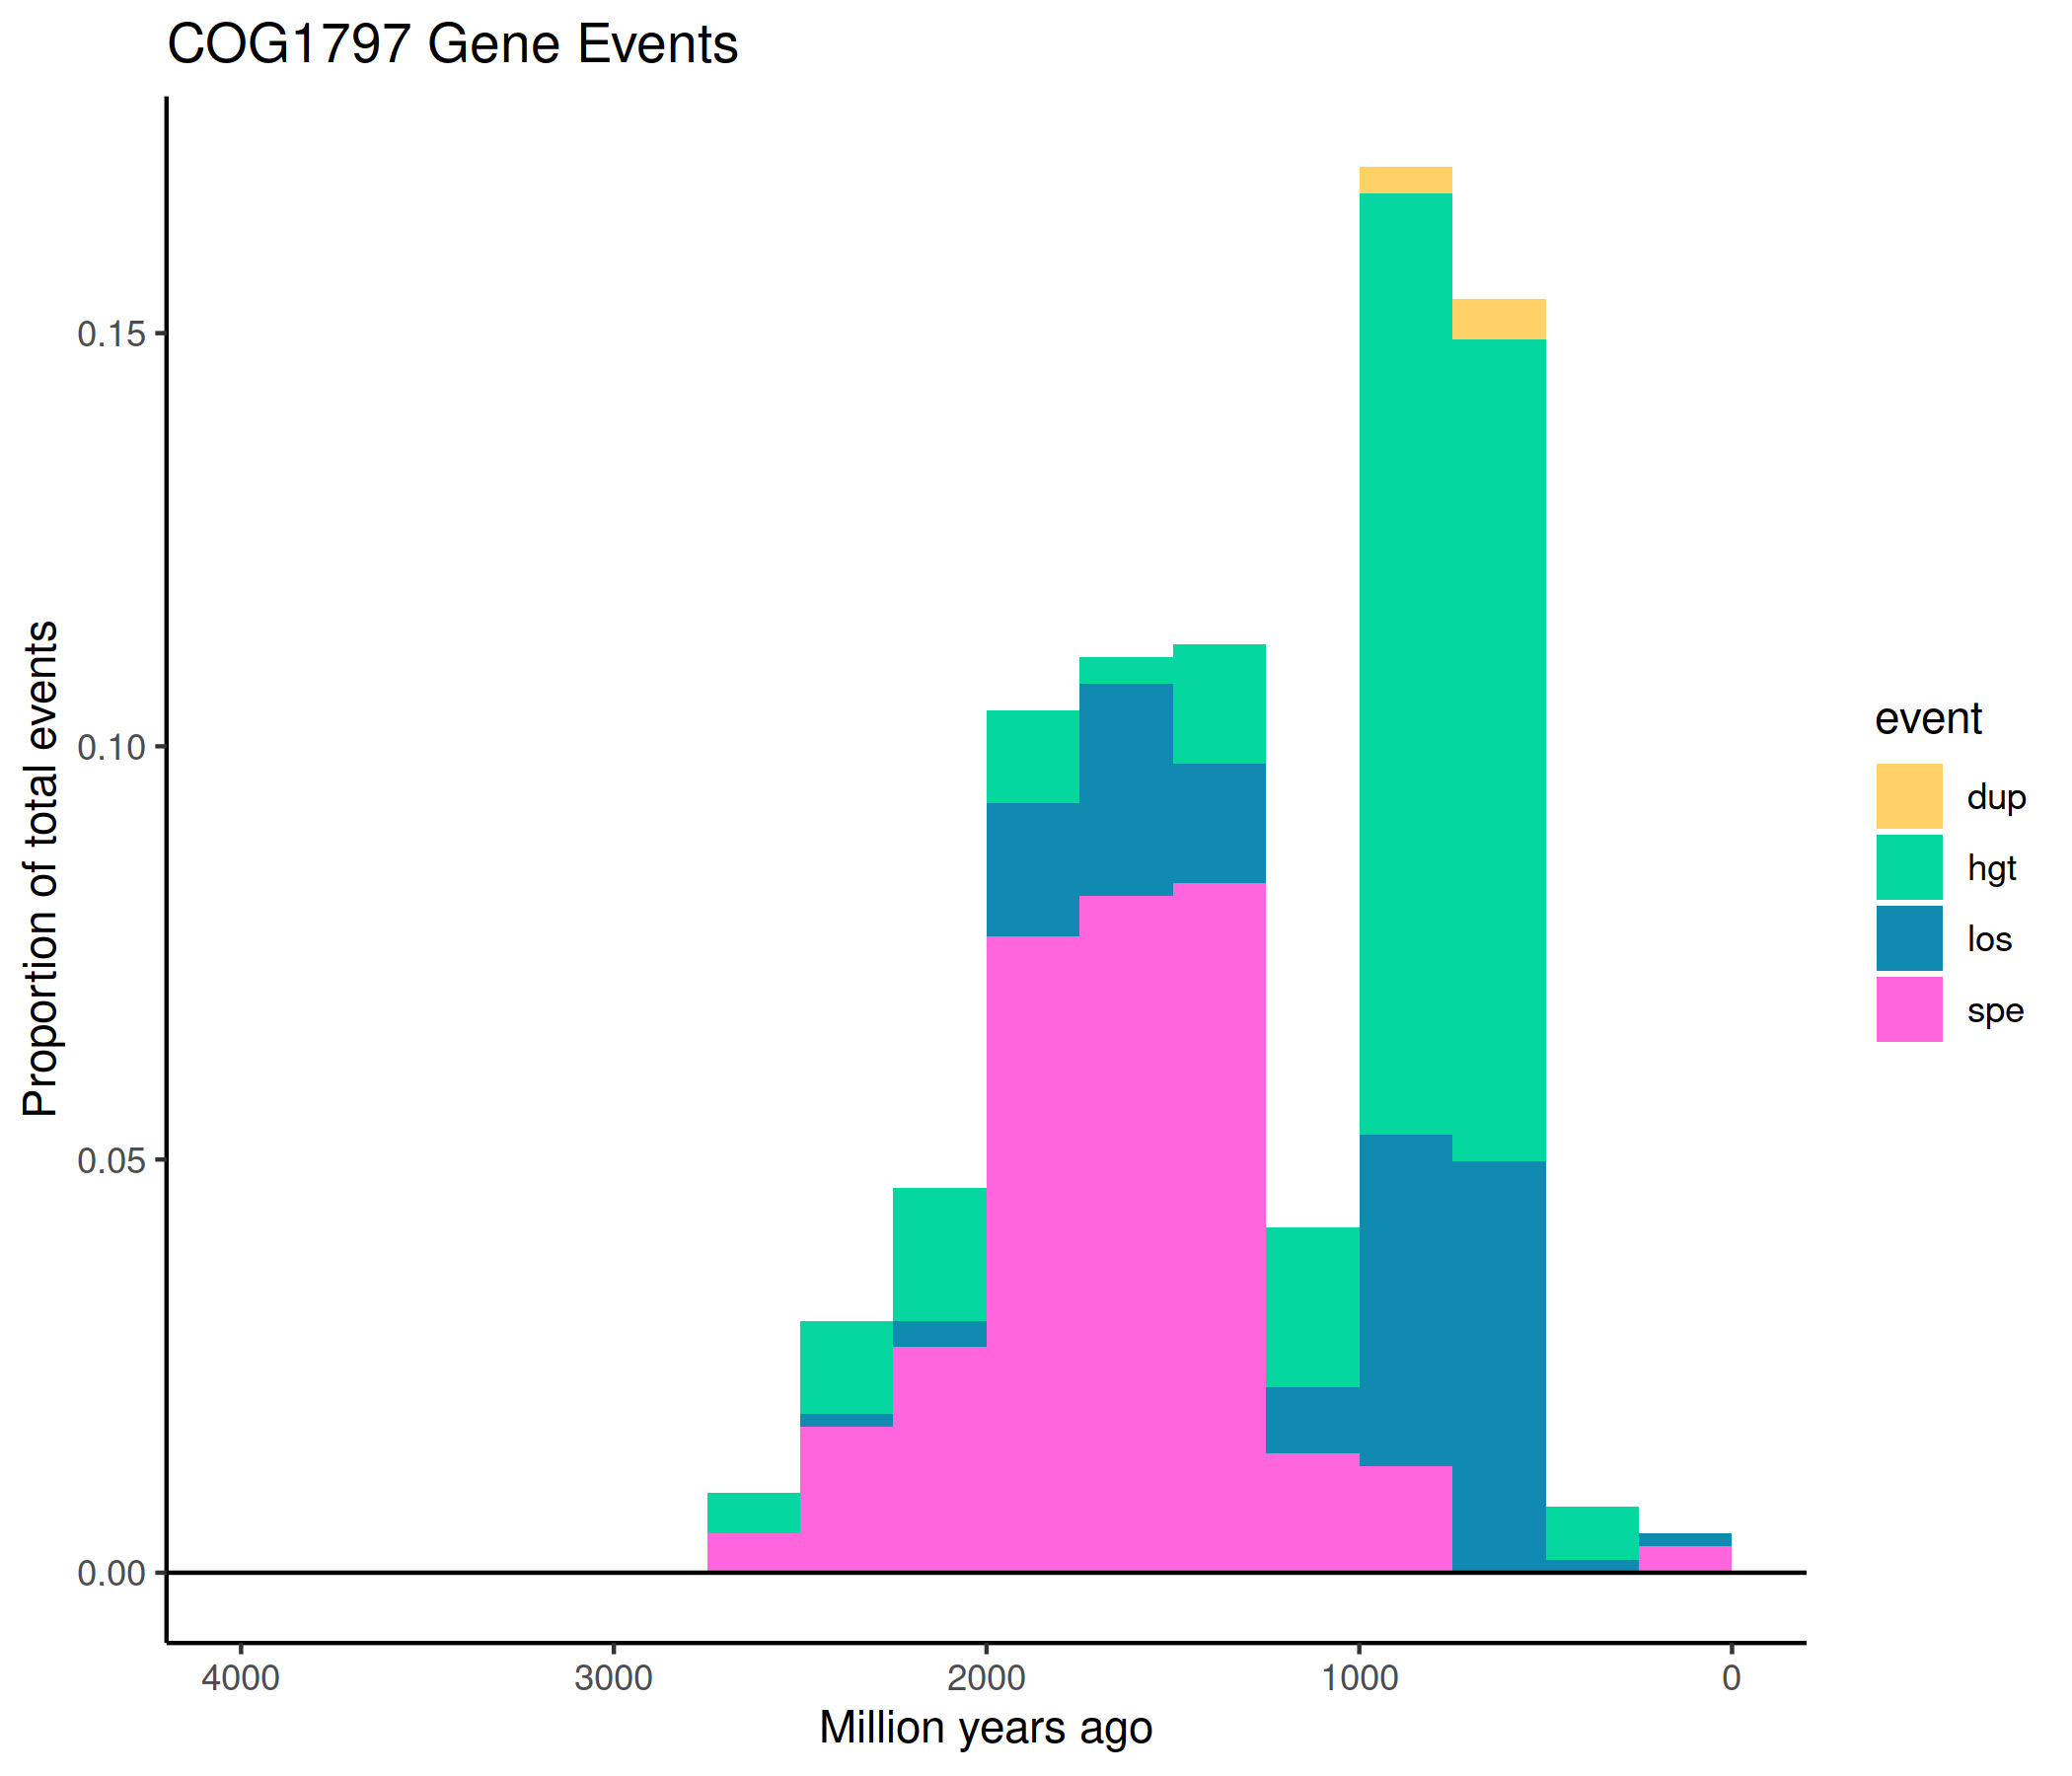 COG1797 Gene Events
Proportion of total events
0.15
0.10
0.05
0.00
4000 3000 2000 1000 0
Million years ago
event
dup
hgt
los
spe